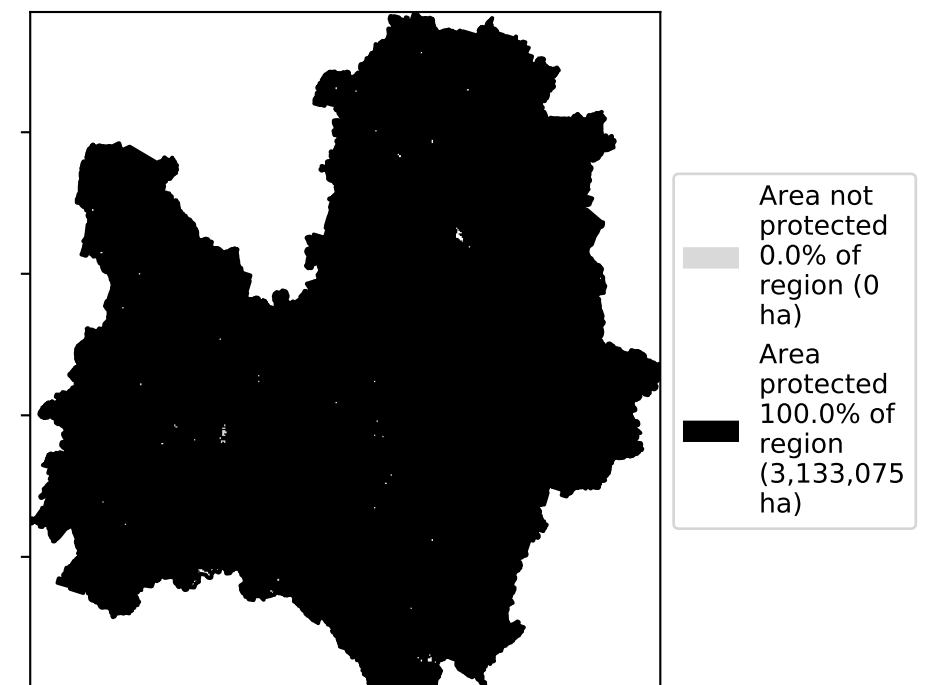 Area not
protected
0.0% of
region (0
ha)
Area
protected
100.0% of
region
(3,133,075
ha)